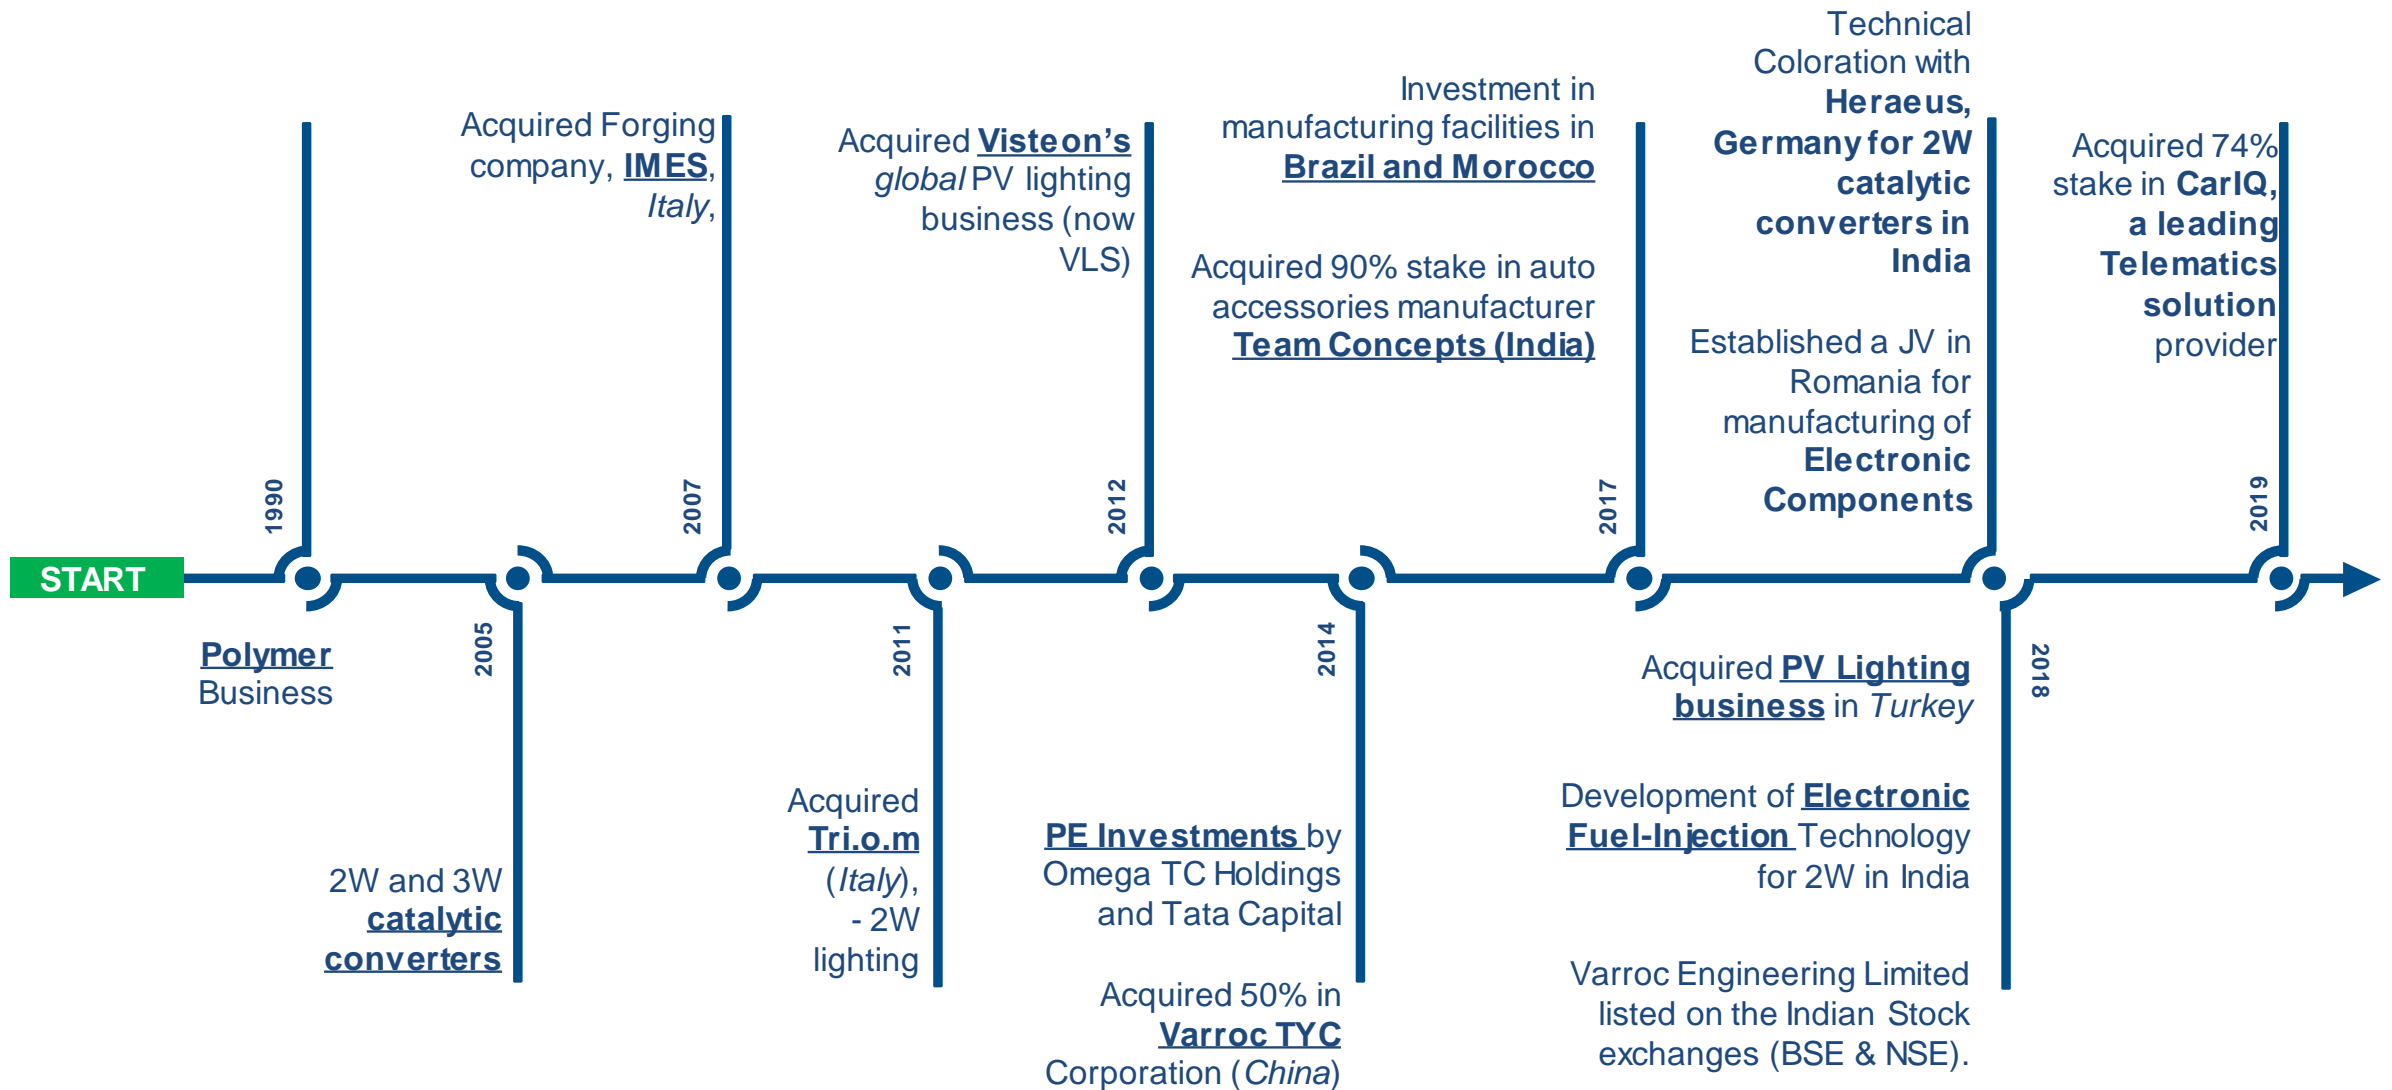 START
1990
Polymer
Business
2005
2W and 3W
catalytic
converters
2007
Acquired Forging
company, IMES,
Italy,
2011
Acquired
Tri.o.m
(Italy),
- 2W
lighting
2012
Acquired Visteon’s
global PV lighting
business (now
VLS)
2014
PE Investments by
Omega TC Holdings
and Tata Capital
Acquired 50% in
Varroc TYC
Corporation (China)
2017
Investment in
manufacturing facilities in
Brazil and Morocco
Acquired 90% stake in auto
accessories manufacturer
Team Concepts (India)
2018
Technical
Coloration with
Heraeus,
Germany for 2W
catalytic
converters in
India
Established a JV in
Romania for
manufacturing of
Electronic
Components
Acquired PV Lighting
business in Turkey
Development of Electronic
Fuel-Injection Technology
for 2W in India
Varroc Engineering Limited
listed on the Indian Stock
exchanges (BSE & NSE).
2019
Acquired 74%
stake in CarIQ,
a leading
Telematics
solution
provider